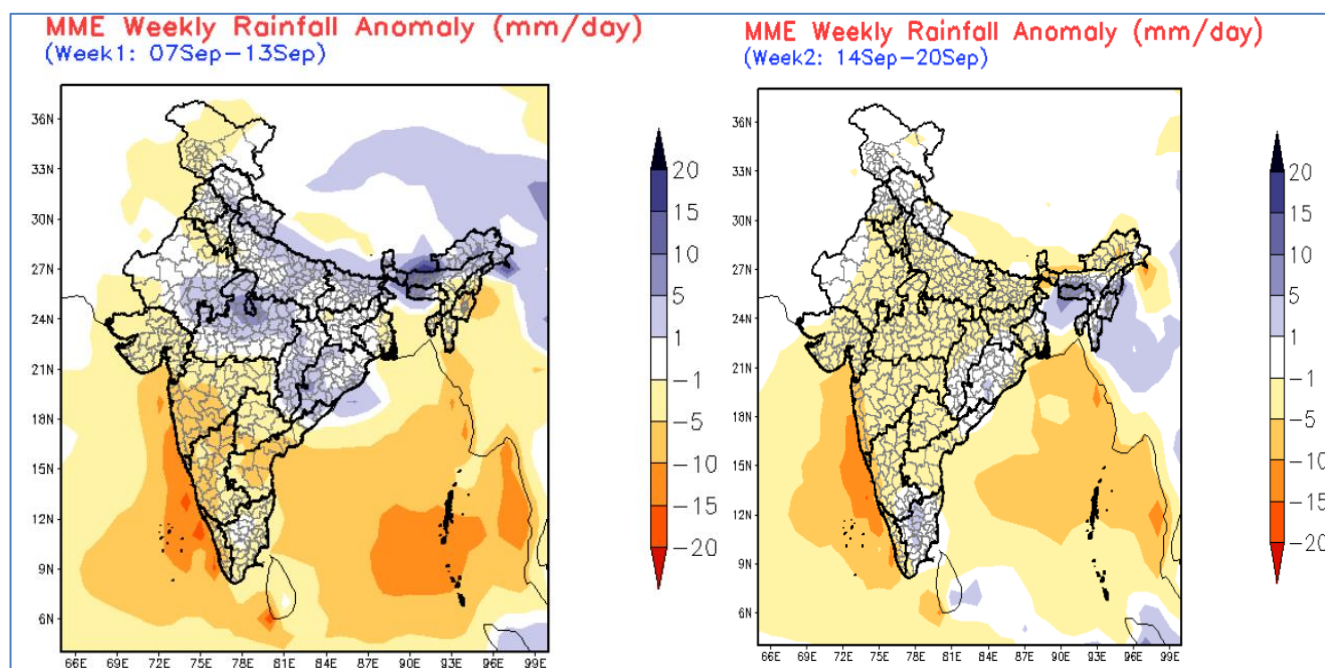 MME Weekly Rainfall Anomaly (mm/day)
(Week1: 07Sep−13Sep)
36N
33N
30N
27N
24N
21N
18N
15N
12N
9N
6N
66E 69E 72E 75E 78E 81E 84E 87E 90E 93E 96E 99E
20
15
10
5
1
−1
−5
−10
−15
−20
MME Weekly Rainfall Anomaly (mm/day)
(Week2: 14Sep−20Sep)
36N
33N
30N
27N
24N
21N
18N
15N
12N
9N
6N
66E 69E 72E 75E 78E 81E 84E 87E 90E 93E 96E 99E
20
15
10
5
1
−1
−5
−10
−15
−20